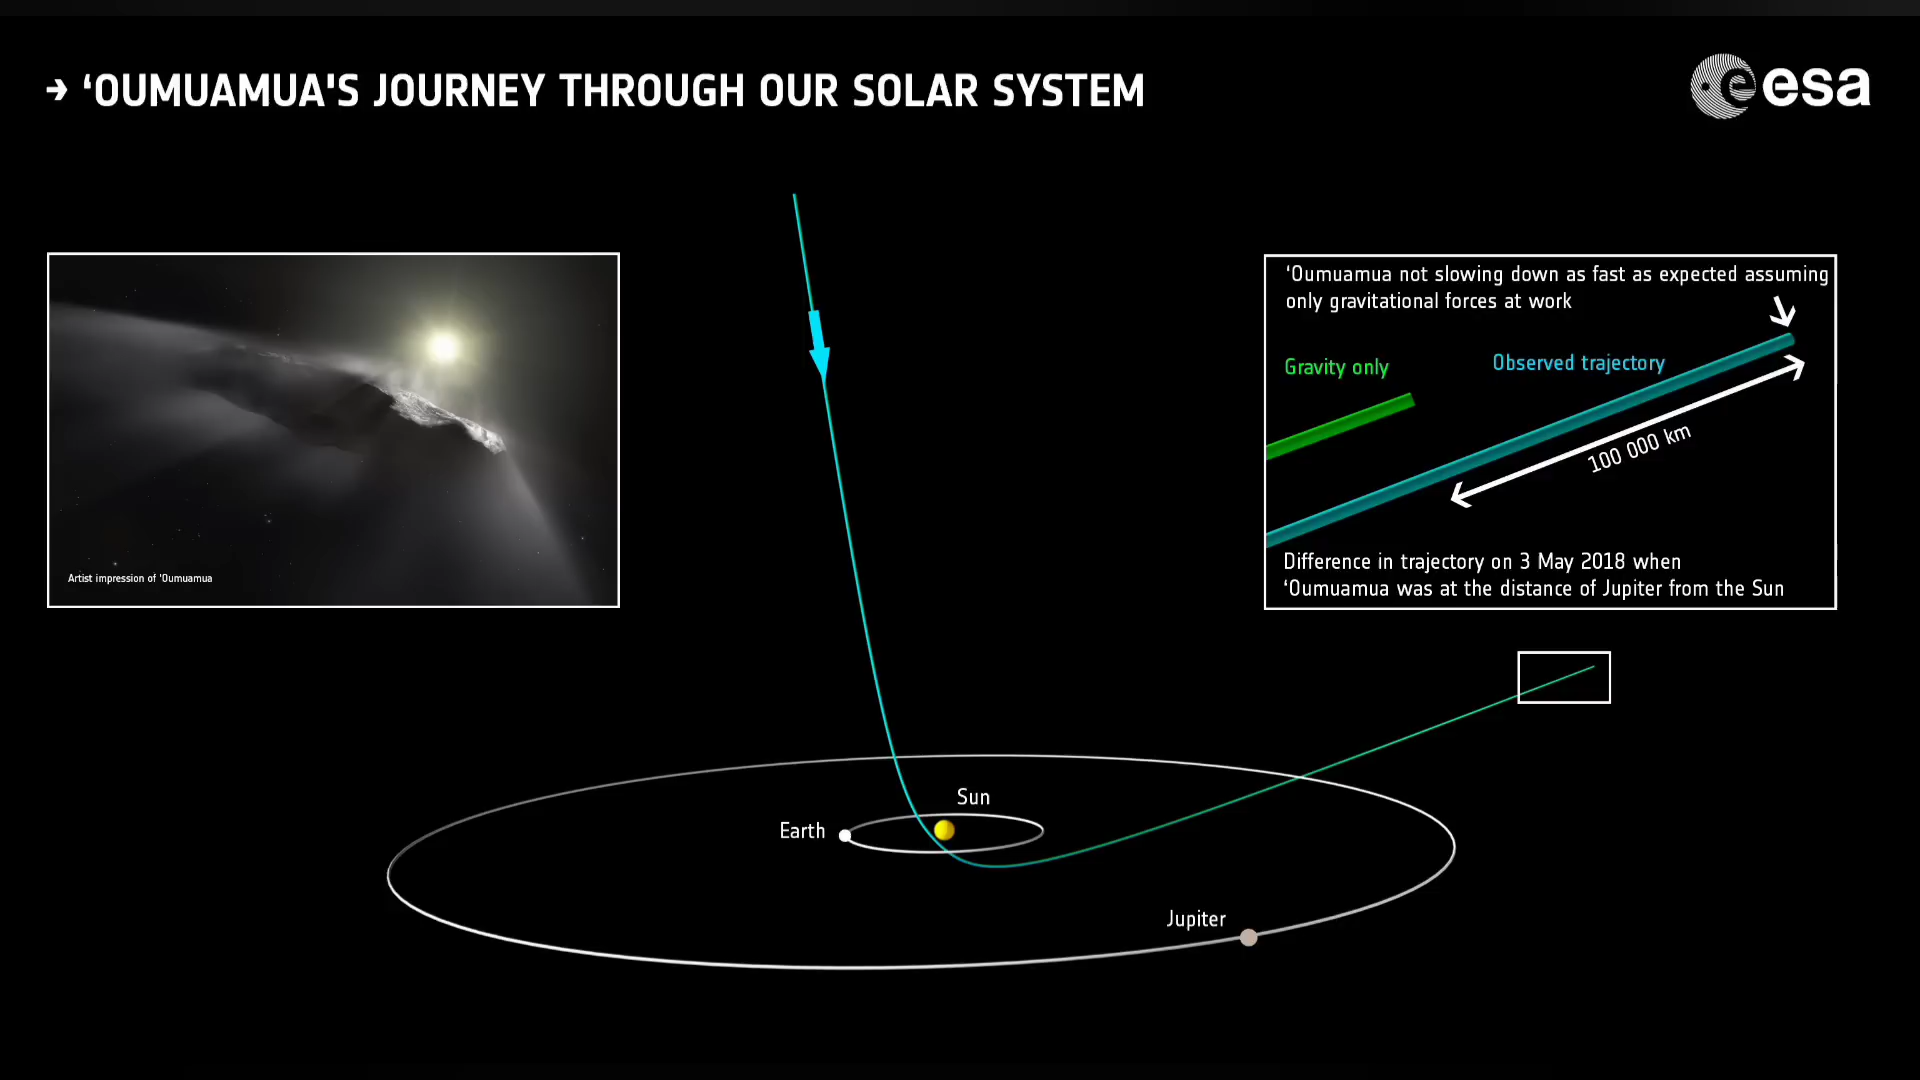 → ‘OUMUAMUA'S JOURNEY THROUGH OUR SOLAR SYSTEM
esa
Artist impression of 'Oumuamua
‘Oumuamua not slowing down as fast as expected assuming
only gravitational forces at work
Gravity only
Observed trajectory
100 000 km
Difference in trajectory on 3 May 2018 when
‘Oumuamua was at the distance of Jupiter from the Sun
Sun
Earth
Jupiter